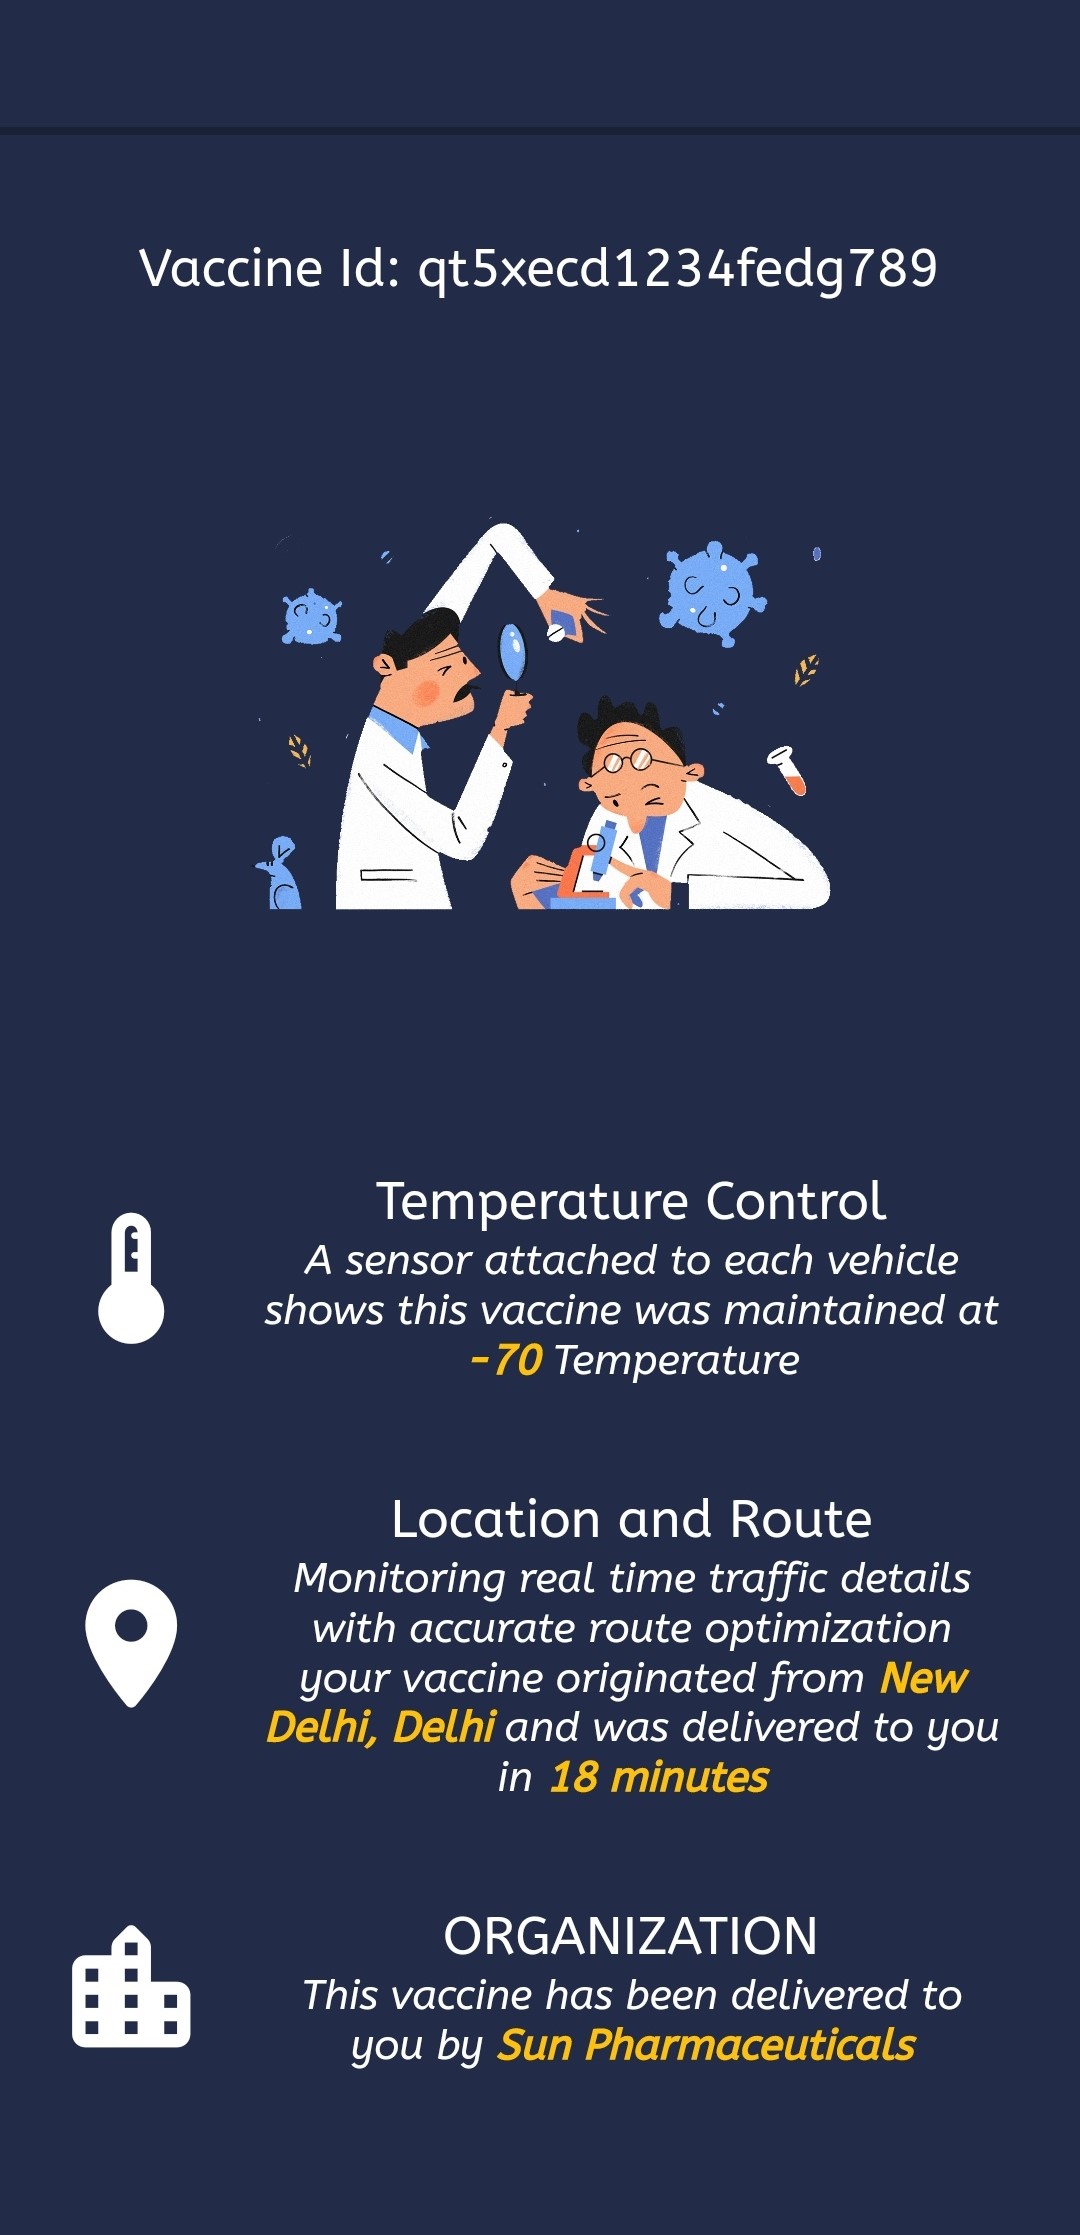 Vaccine Id: qt5xecd1234fedg789
Temperature Control
A sensor attached to each vehicle
shows this vaccine was maintained at
-70 Temperature
Location and Route
Monitoring real time traffic details
with accurate route optimization
your vaccine originated from New
Delhi, Delhi and was delivered to you
in 18 minutes
ORGANIZATION
This vaccine has been delivered to
you by Sun Pharmaceuticals